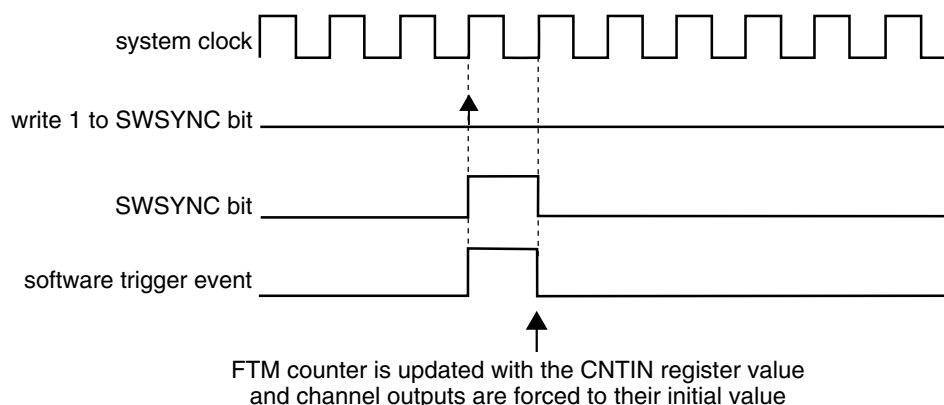 system clock
write 1 to SWSYNC bit
SWSYNC bit
software trigger event
FTM counter is updated with the CNTIN register value
and channel outputs are forced to their initial value